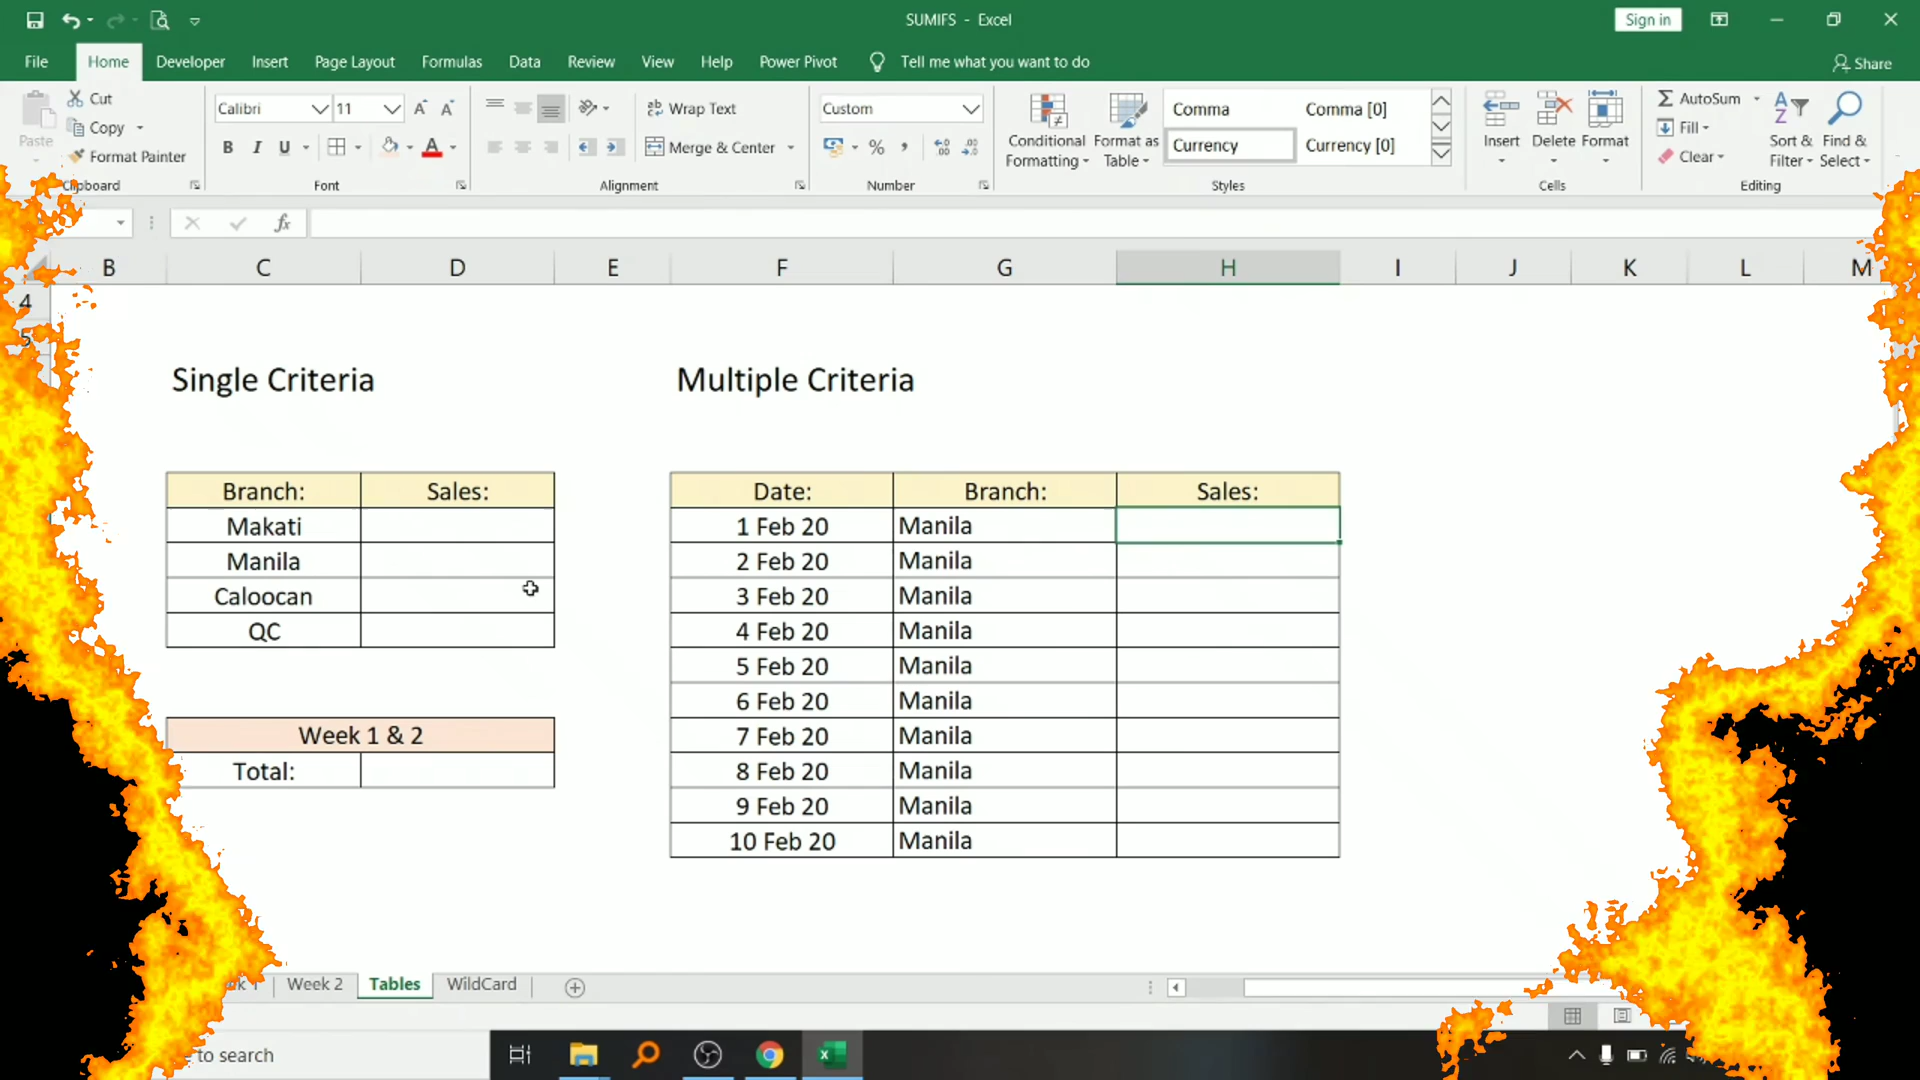 SUMIFS - Excel
Sign in
File Home Developer Insert Page Layout Formulas Data Review View Help Power Pivot Tell me what you want to do Share
Cut
Copy
Format Painter
Paste
Clipboard
Calibri 11
B I U
Font
Wrap Text
Merge & Center
Alignment
Custom
Number
Conditional Formatting
Format as Table
Comma Comma [0]
Currency Currency [0]
Styles
Insert Delete Format
Cells
AutoSum
Fill
Clear
Sort & Filter
Find & Select
Editing
fx
B C D E F G H I J K L M
4
5
Single Criteria Multiple Criteria
Branch: Sales:
Makati
Manila
Caloocan
QC
Week 1 & 2
Total:
Date: Branch: Sales:
1 Feb 20 Manila
2 Feb 20 Manila
3 Feb 20 Manila
4 Feb 20 Manila
5 Feb 20 Manila
6 Feb 20 Manila
7 Feb 20 Manila
8 Feb 20 Manila
9 Feb 20 Manila
10 Feb 20 Manila
Week 2 Tables WildCard
to search